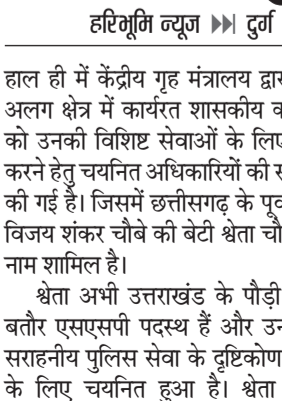 हरिभूमि न्यूज ▶▶| दुर्ग
हाल ही में केंद्रीय गृह मंत्रालय
अलग क्षेत्र में कार्यरत शासकीय
को उनकी विशिष्ट सेवाओं के लिए
करने हेतु चयनित अधिकारियों की
की गई है। जिसमें छत्तीसगढ़ के
विजय शंकर चौबे की बेटी श्वेता
नाम शामिल है।
श्वेता अभी उत्तराखंड के पौड़ी
बतौर एसएसपी पदस्थ हैं और
सराहनीय पुलिस सेवा के दृष्टिकोण
के लिए चयनित हुआ है। श्वेता